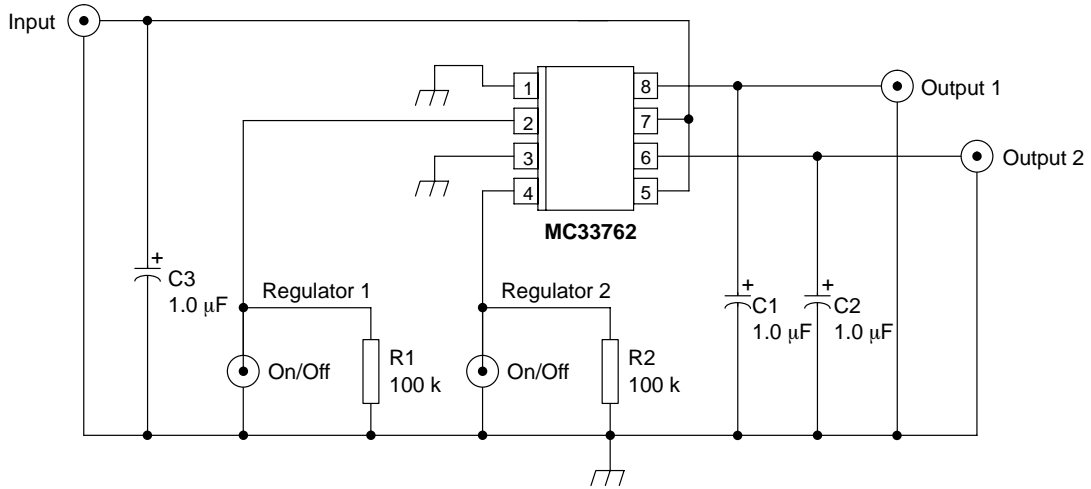 Input
1
8
Output 1
2
7
3
6
Output 2
4
5
MC33762
+
C3
1.0 μF
Regulator 1
Regulator 2
+
C1
1.0 μF
+
C2
1.0 μF
On/Off
R1
100 k
On/Off
R2
100 k